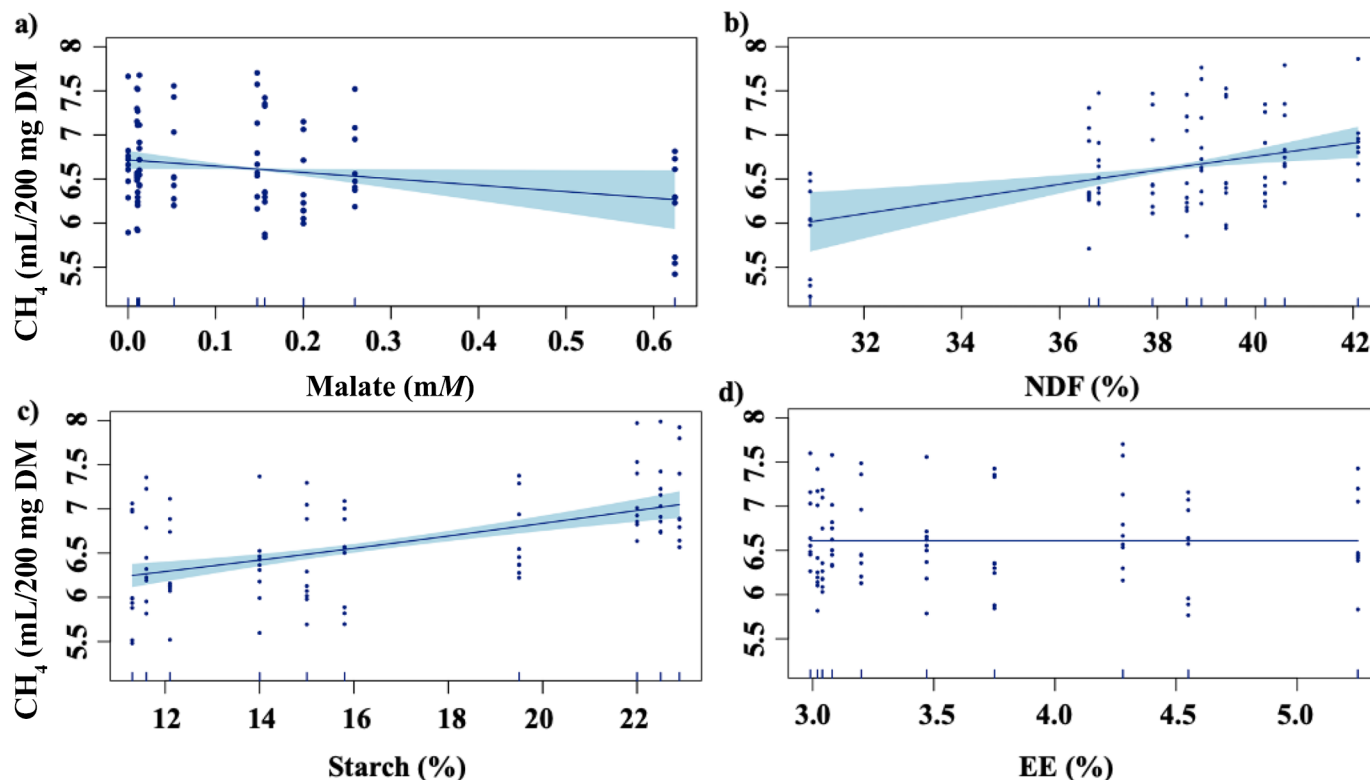 a)
CH₄ (mL/200 mg DM
8
7.5
7
6.5
6
5.5
0.0 0.1 0.2 0.3 0.4 0.5 0.6
Malate (mM)
b)
8
7.5
7
6.5
6
5.5
32 34 36 38 40 42
NDF (%)
c)
CH₄ (mL/200 mg DM
8
7.5
7
6.5
6
5.5
12 14 16 18 20 22
Starch (%)
d)
8
7.5
7
6.5
6
5.5
3.0 3.5 4.0 4.5 5.0
EE (%)